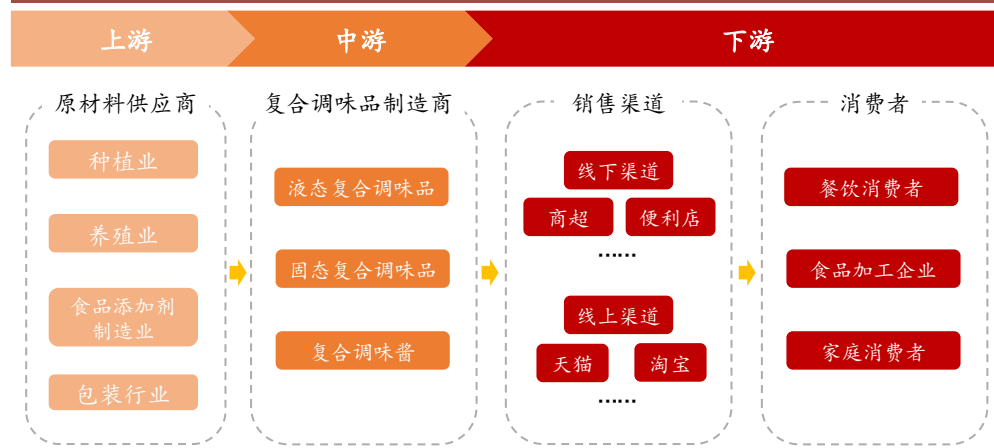 上游
中游
下游
原材料供应商
种植业
养殖业
食品添加剂
制造业
包装行业
复合调味品制造商
液态复合调味品
固态复合调味品
复合调味酱
销售渠道
线下渠道
商超
便利店
……
线上渠道
天猫
淘宝
……
消费者
餐饮消费者
食品加工企业
家庭消费者